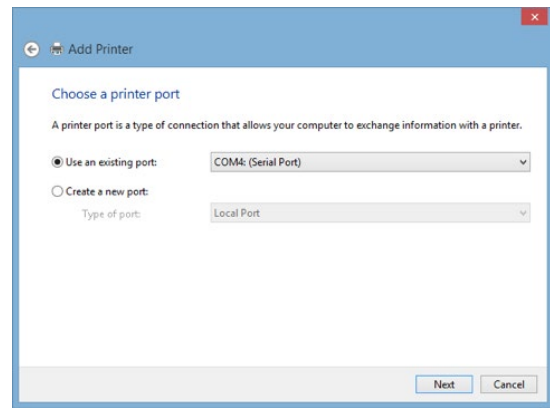 Add Printer
Choose a printer port
A printer port is a type of connection that allows your computer to exchange information with a printer.
Use an existing port: COM4: (Serial Port)
Create a new port:
Type of port: Local Port
Next Cancel